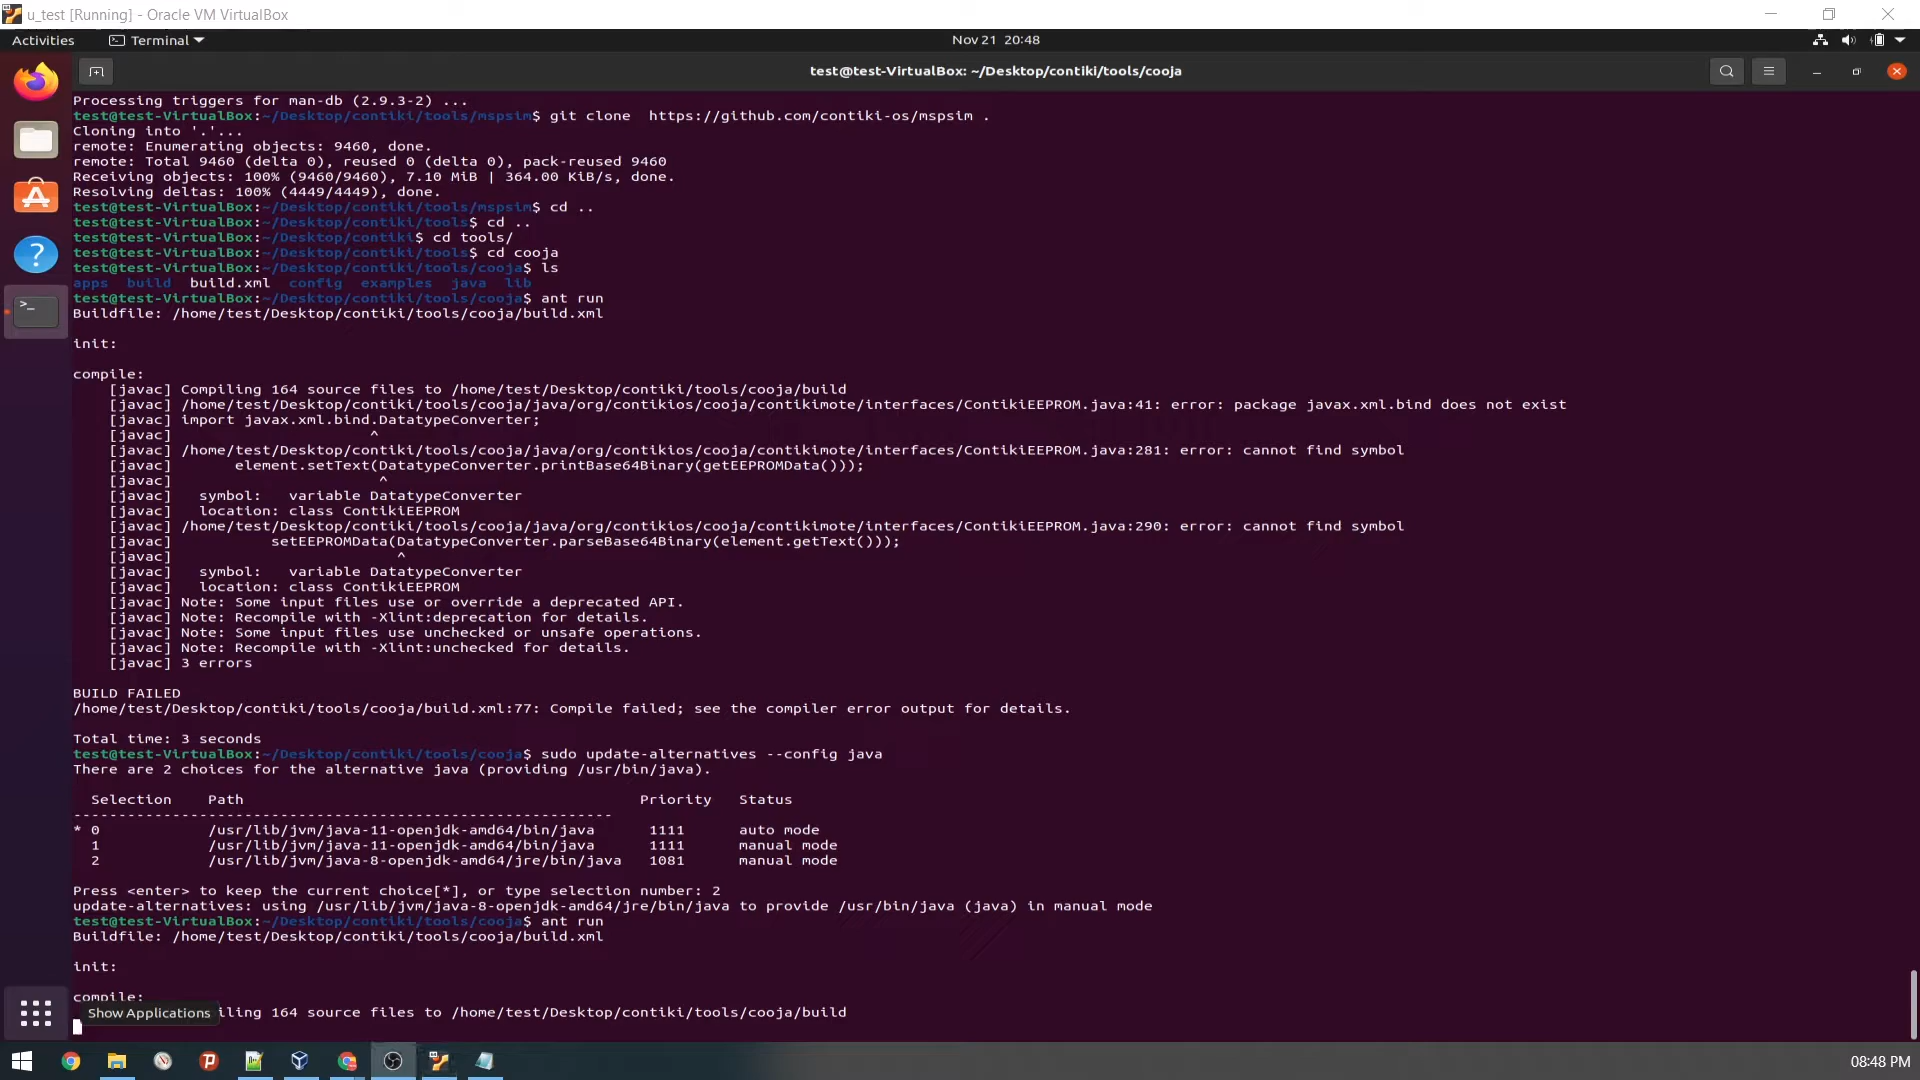 u_test [Running] - Oracle VM VirtualBox
Activities Terminal Nov 21 20:48
test@test-VirtualBox: ~/Desktop/contiki/tools/cooja
Processing triggers for man-db (2.9.3-2) ...
test@test-VirtualBox:~/Desktop/contiki/tools/mspsim$ git clone  https://github.com/contiki-os/mspsim .
Cloning into '.'...
remote: Enumerating objects: 9460, done.
remote: Total 9460 (delta 0), reused 0 (delta 0), pack-reused 9460
Receiving objects: 100% (9460/9460), 7.10 MiB | 364.00 KiB/s, done.
Resolving deltas: 100% (4449/4449), done.
test@test-VirtualBox:~/Desktop/contiki/tools/mspsim$ cd ..
test@test-VirtualBox:~/Desktop/contiki/tools$ cd ..
test@test-VirtualBox:~/Desktop/contiki$ cd tools/
test@test-VirtualBox:~/Desktop/contiki/tools$ cd cooja
test@test-VirtualBox:~/Desktop/contiki/tools/cooja$ ls
apps  build  build.xml  config  examples  java  lib
test@test-VirtualBox:~/Desktop/contiki/tools/cooja$ ant run
Buildfile: /home/test/Desktop/contiki/tools/cooja/build.xml
init:
compile:
[javac] Compiling 164 source files to /home/test/Desktop/contiki/tools/cooja/build
[javac] /home/test/Desktop/contiki/tools/cooja/java/org/contikios/cooja/contikimote/interfaces/ContikiEEPROM.java:41: error: package javax.xml.bind does not exist
[javac] import javax.xml.bind.DatatypeConverter;
[javac]                      ^
[javac] /home/test/Desktop/contiki/tools/cooja/java/org/contikios/cooja/contikimote/interfaces/ContikiEEPROM.java:281: error: cannot find symbol
[javac]       element.setText(DatatypeConverter.printBase64Binary(getEEPROMData()));
[javac]                       ^
[javac]   symbol:   variable DatatypeConverter
[javac]   location: class ContikiEEPROM
[javac] /home/test/Desktop/contiki/tools/cooja/java/org/contikios/cooja/contikimote/interfaces/ContikiEEPROM.java:290: error: cannot find symbol
[javac]           setEEPROMData(DatatypeConverter.parseBase64Binary(element.getText()));
[javac]                         ^
[javac]   symbol:   variable DatatypeConverter
[javac]   location: class ContikiEEPROM
[javac] Note: Some input files use or override a deprecated API.
[javac] Note: Recompile with -Xlint:deprecation for details.
[javac] Note: Some input files use unchecked or unsafe operations.
[javac] Note: Recompile with -Xlint:unchecked for details.
[javac] 3 errors
BUILD FAILED
/home/test/Desktop/contiki/tools/cooja/build.xml:77: Compile failed; see the compiler error output for details.
Total time: 3 seconds
test@test-VirtualBox:~/Desktop/contiki/tools/cooja$ sudo update-alternatives --config java
There are 2 choices for the alternative java (providing /usr/bin/java).
Selection    Path                                            Priority   Status
------------------------------------------------------------
* 0            /usr/lib/jvm/java-11-openjdk-amd64/bin/java      1111      auto mode
1            /usr/lib/jvm/java-11-openjdk-amd64/bin/java      1111      manual mode
2            /usr/lib/jvm/java-8-openjdk-amd64/jre/bin/java   1081      manual mode
Press <enter> to keep the current choice[*], or type selection number: 2
update-alternatives: using /usr/lib/jvm/java-8-openjdk-amd64/jre/bin/java to provide /usr/bin/java (java) in manual mode
test@test-VirtualBox:~/Desktop/contiki/tools/cooja$ ant run
Buildfile: /home/test/Desktop/contiki/tools/cooja/build.xml
init:
compile:
Show Applications iling 164 source files to /home/test/Desktop/contiki/tools/cooja/build
08:48 PM